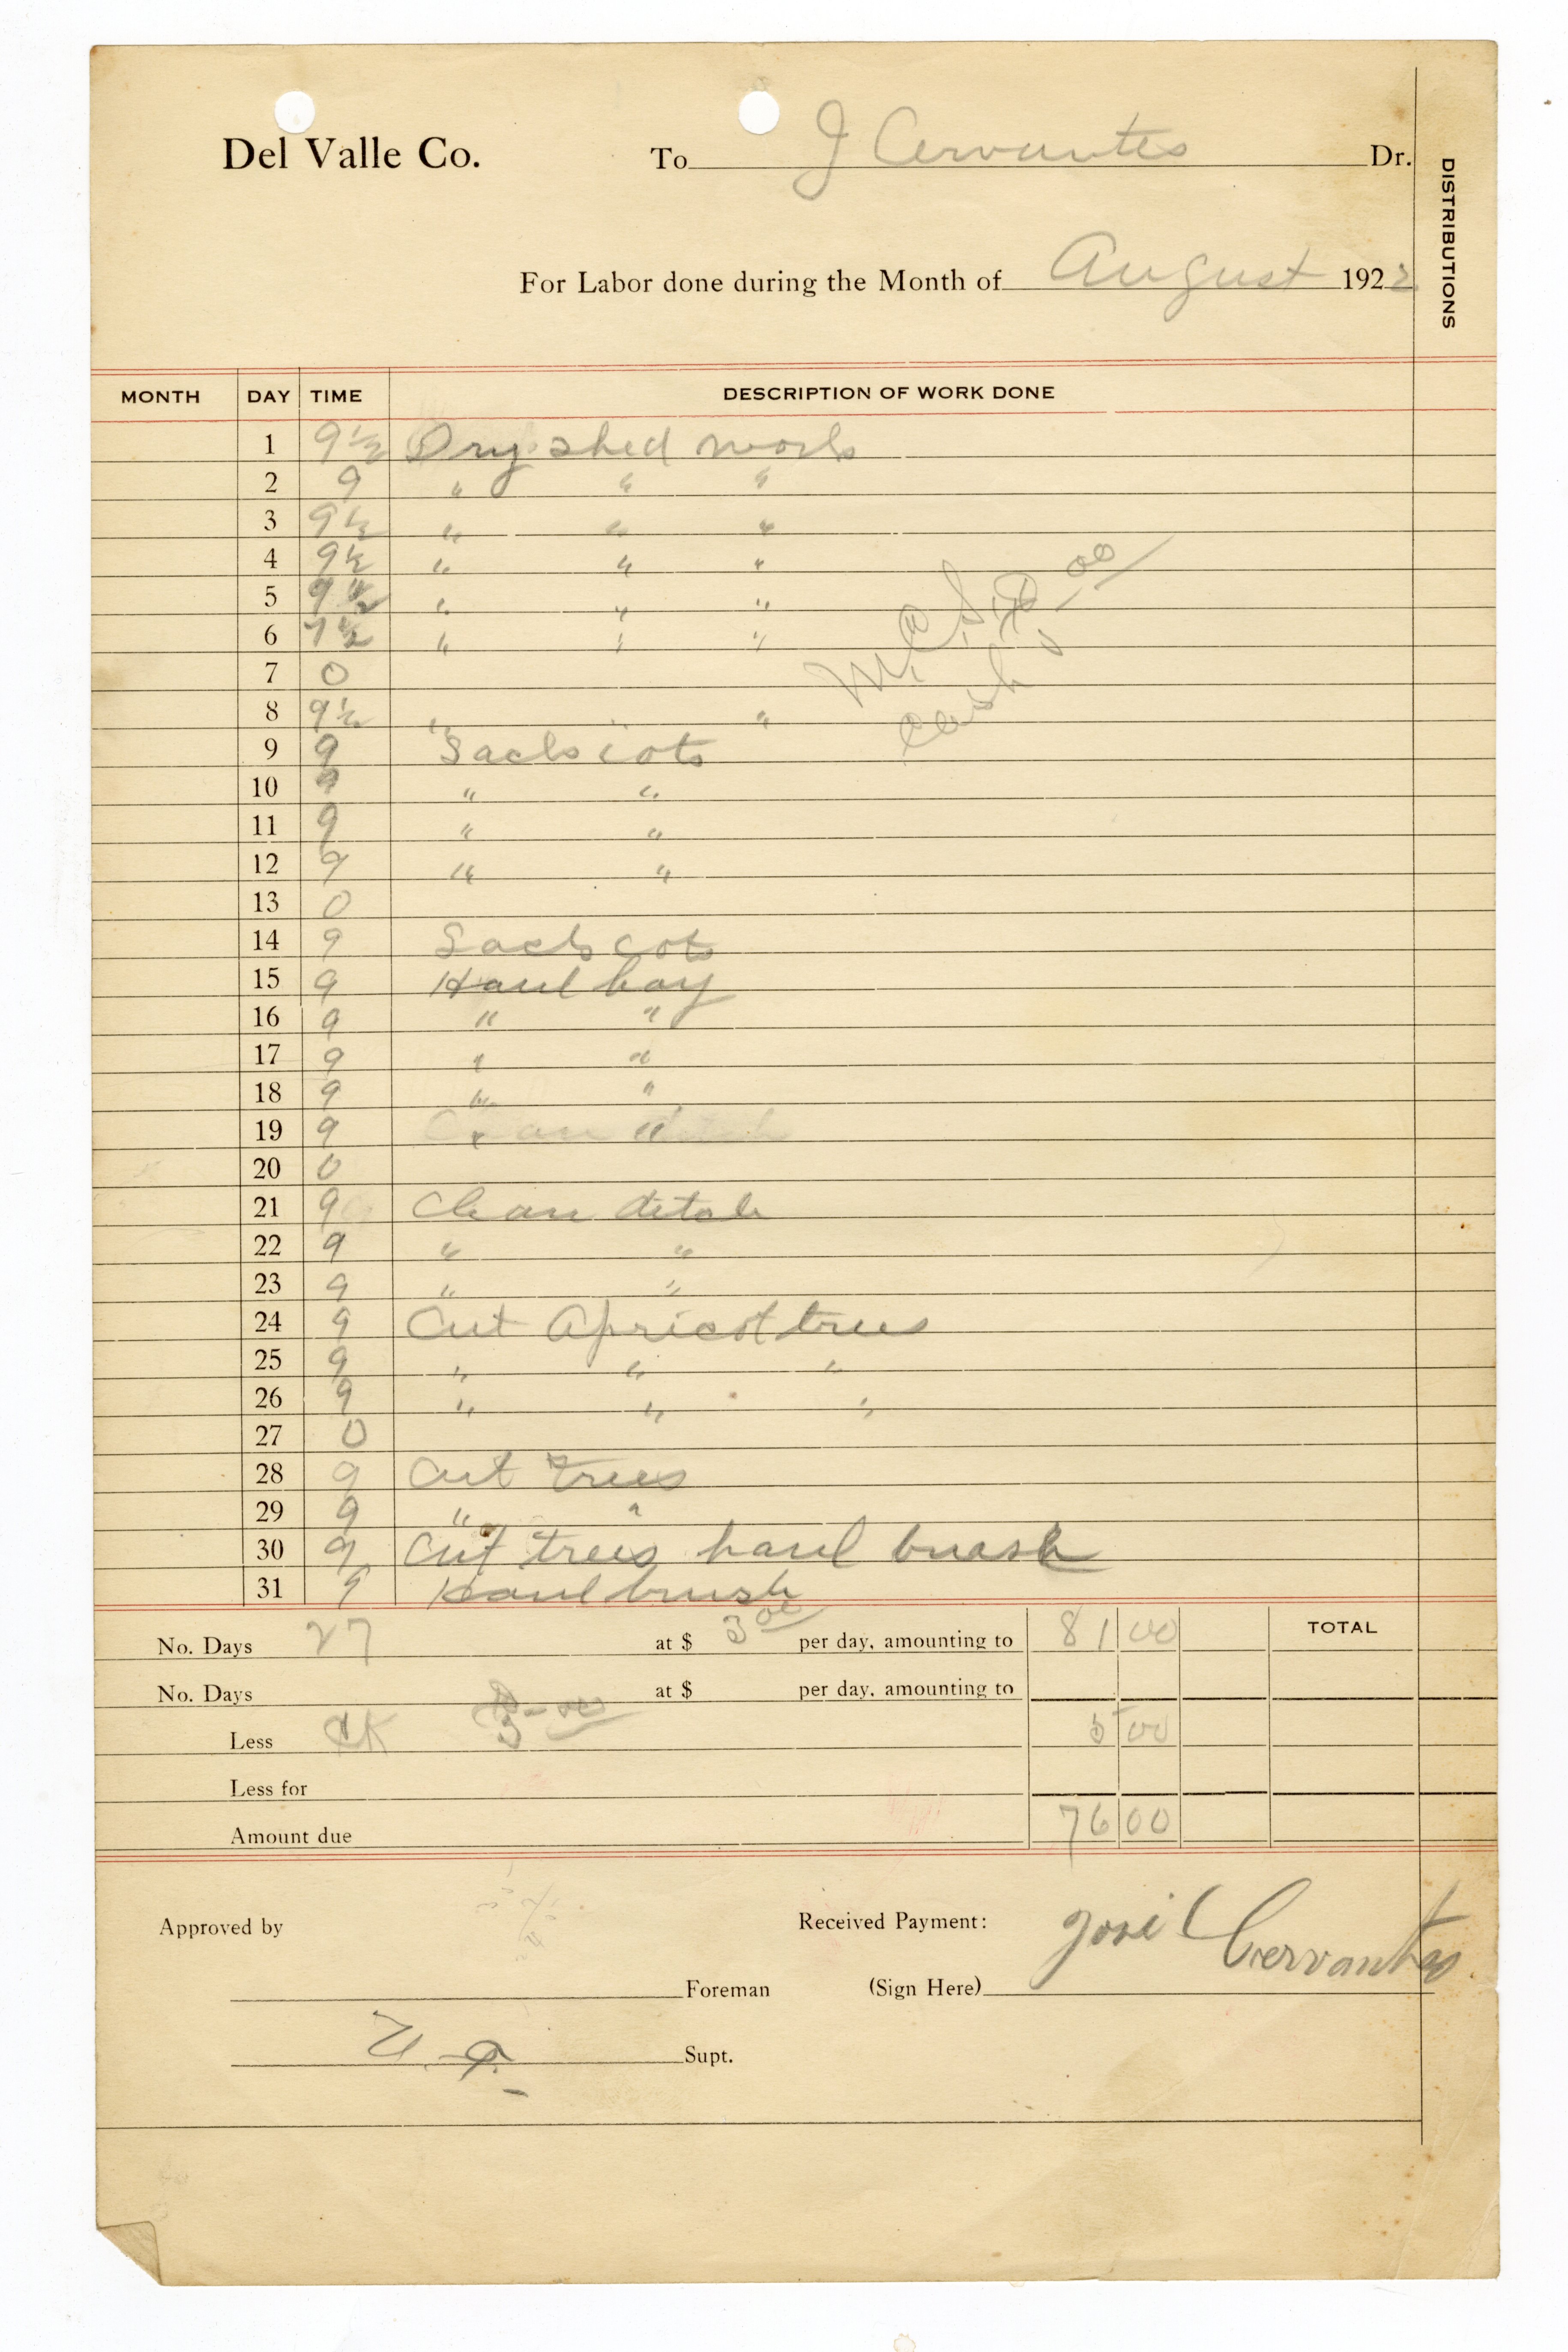 Del Valle Co. To J Cervantes Dr.
DISTRIBUTIONS
For Labor done during the Month of August 1922
MONTH DAY TIME DESCRIPTION OF WORK DONE
1 9½ Dry shed work
2 9 " " "
3 9½ " " "
4 9½ " " "
5 9½ " " "
6 7½ " " "
7 0
8 9½ " " "
cash
9 9 Sack cots
10 9 " "
11 9 " "
12 9 " "
13 0
14 9 Sack cots
15 9 Haul hay
16 9 " "
17 9 " "
18 9 " "
19 9 " "
20 0
21 9 Clean ditch
22 9 " "
23 9 " "
24 9 Cut Apricot trees
25 9 " " "
26 9 " " "
27 0
28 9 Cut trees
29 9 " "
30 9 Cut trees haul brush
31 9 Haul brush
No. Days 27 at $ 3 00 per day, amounting to 81 00 TOTAL
No. Days at $ per day, amounting to
Less CK 5 00
Less for
Amount due 76 00
Approved by Received Payment: Jose Cervantes
Foreman (Sign Here)
Supt.